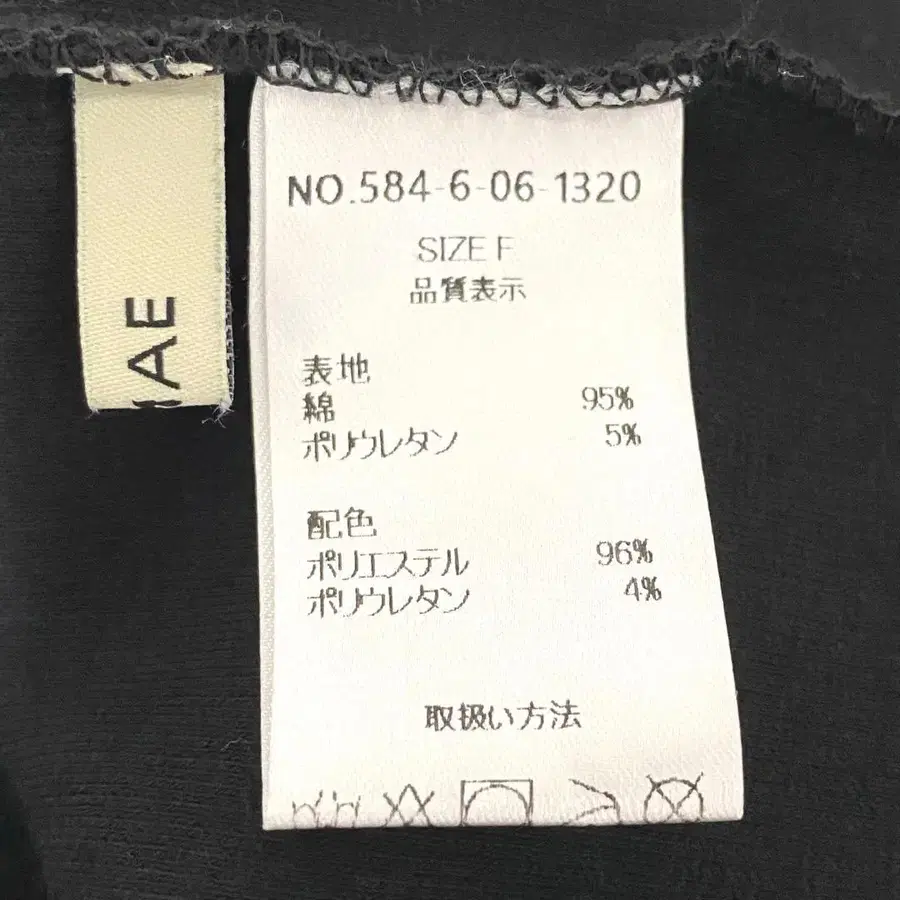 NO.584-6-06-1320
SIZE F
品質表示
表地
綿 95%
ポリウレタン 5%
配色
ポリエステル 96%
ポリウレタン 4%
取扱い方法